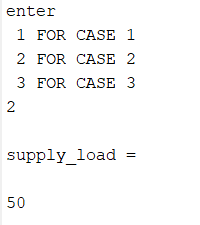 enter
1 FOR CASE 1
2 FOR CASE 2
3 FOR CASE 3
2
supply_load =
50